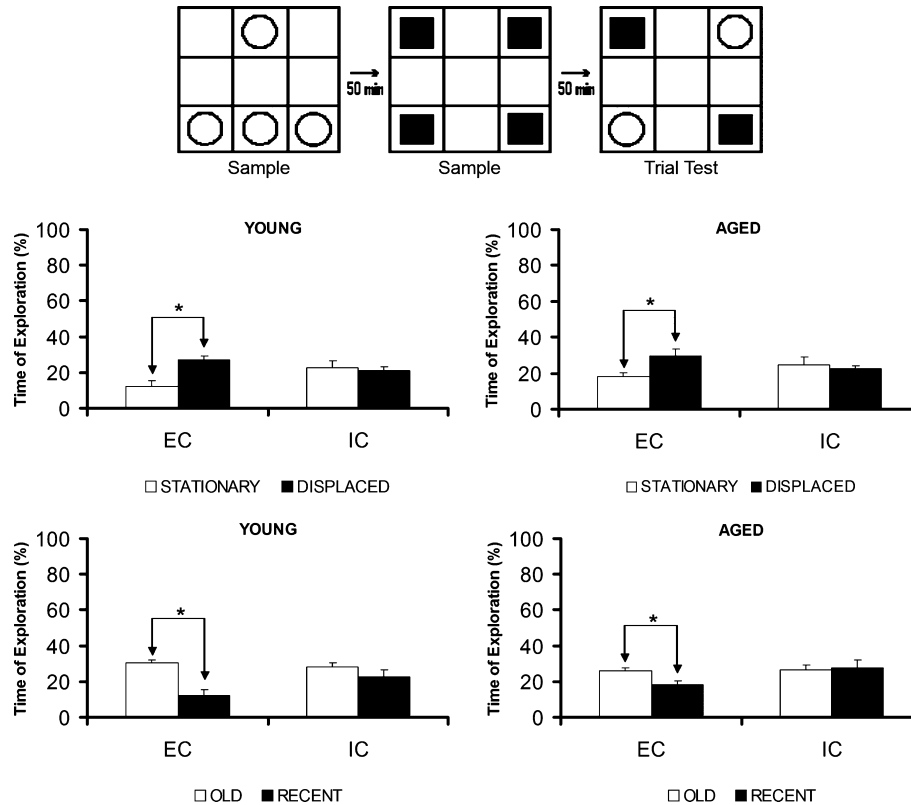 50 min
50 min
Sample
Sample
Trial Test
YOUNG
Time of Exploration (%)
100
80
60
40
20
0
*
EC
IC
STATIONARY
DISPLACED
AGED
Time of Exploration (%)
100
80
60
40
20
0
*
EC
IC
STATIONARY
DISPLACED
YOUNG
Time of Exploration (%)
100
80
60
40
20
0
*
EC
IC
OLD
RECENT
AGED
Time of Exploration (%)
100
80
60
40
20
0
*
EC
IC
OLD
RECENT